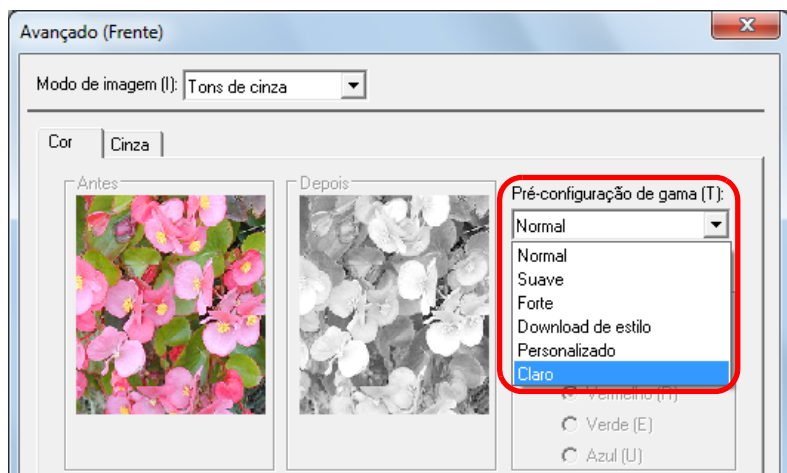 Avançado (Frente)
Modo de imagem (I): Tons de cinza
Cor Cinza
Antes
Depois
Pré-configuração de gama (T):
Normal
Normal
Suave
Forte
Download de estilo
Personalizado
Claro
Vermelho (R)
Verde (E)
Azul (U)